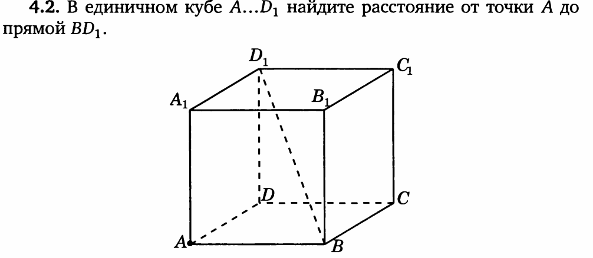 4.2. В единичном кубе A...D₁ найдите расстояние от точки A до
прямой BD₁.
D₁
C₁
A₁
B₁
D
C
A
B